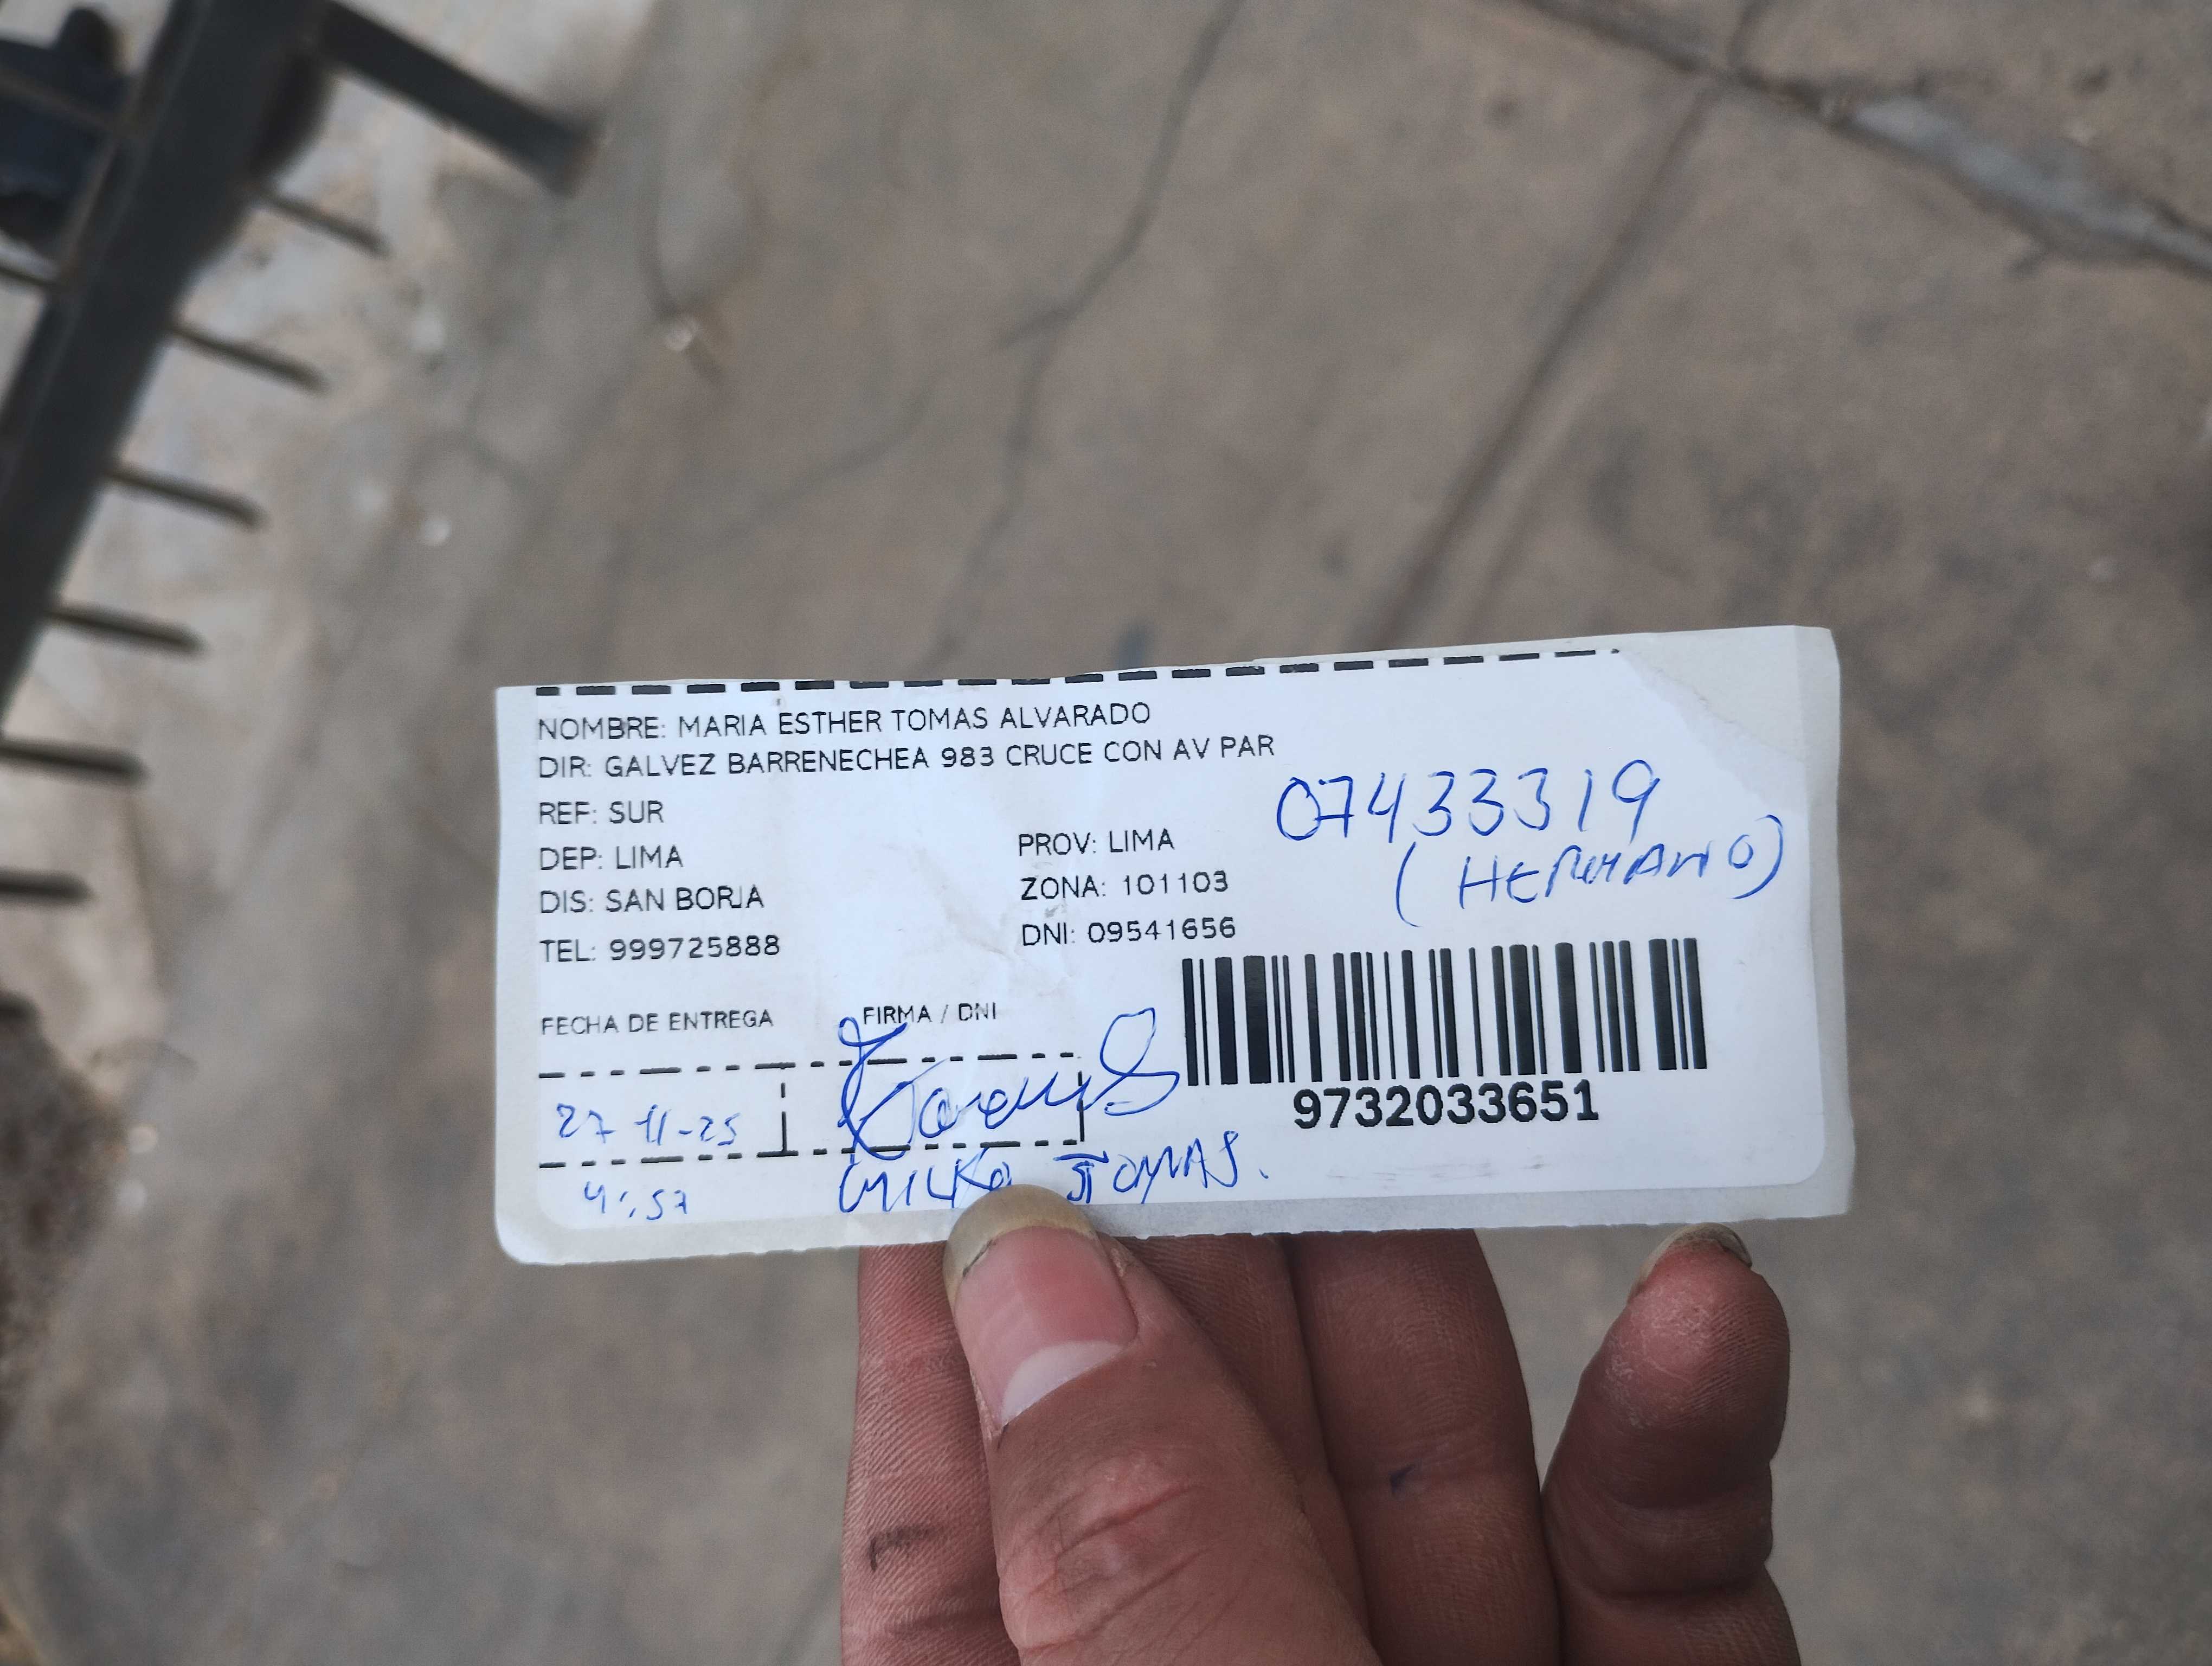 NOMBRE: MARIA ESTHER TOMAS ALVARADO
DIR: GALVEZ BARRENECHEA 983 CRUCE CON AV PAR
REF: SUR
07433319
(HERMANO)
DEP: LIMA
PROV: LIMA
DIS: SAN BORJA
ZONA: 101103
TEL: 999725888
DNI: 09541656
FECHA DE ENTREGA
FIRMA / DNI
9732033651
27-11-25
MILKO TOMAS.
4:57